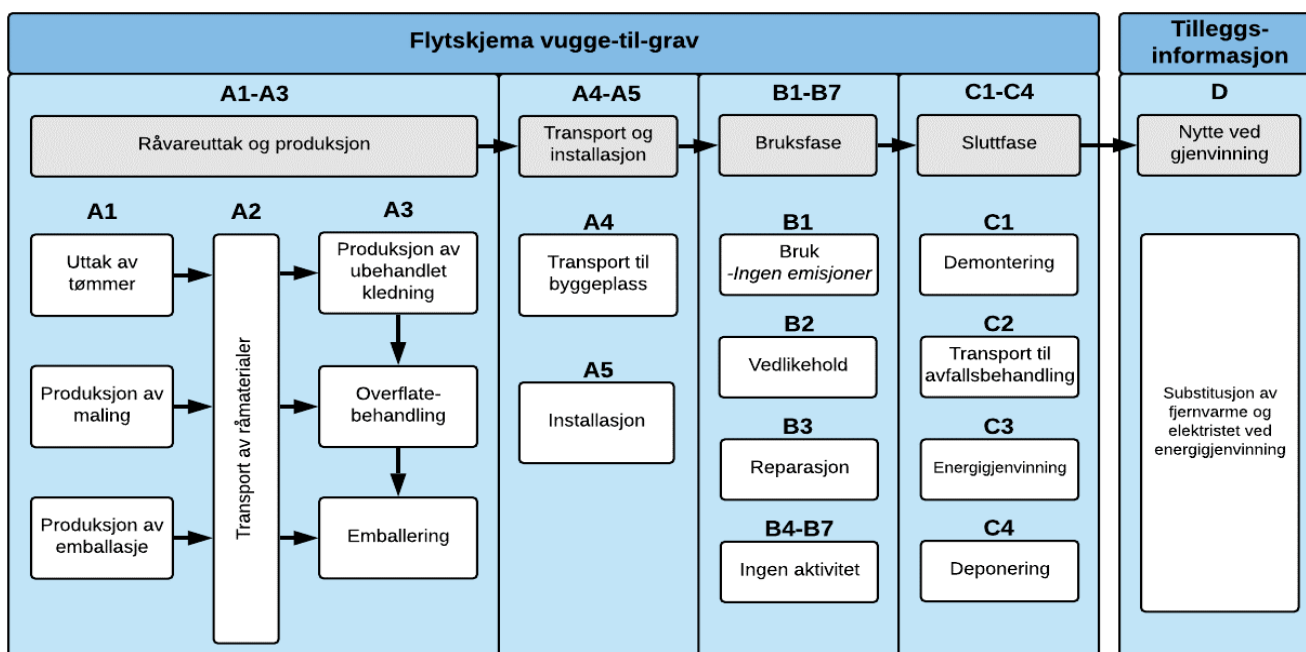 Flytskjema vugge-til-grav
Tilleggs-
informasjon
A1-A3
A4-A5
B1-B7
C1-C4
D
Råvareuttak og produksjon
Transport og
installasjon
Bruksfase
Sluttfase
Nytte ved
gjenvinning
A1
A2
A3
Uttak av
tømmer
Produksjon av
maling
Produksjon av
emballasje
Transport av råmaterialer
Produksjon av
ubehandlet
kledning
Overflate-
behandling
Emballering
A4
Transport til
byggeplass
A5
Installasjon
B1
Bruk
-Ingen emisjoner
B2
Vedlikehold
B3
Reparasjon
B4-B7
Ingen aktivitet
C1
Demontering
C2
Transport til
avfallsbehandling
C3
Energigjenvinning
C4
Deponering
Substitusjon av
fjernvarme og
elektristet ved
energigjenvinning